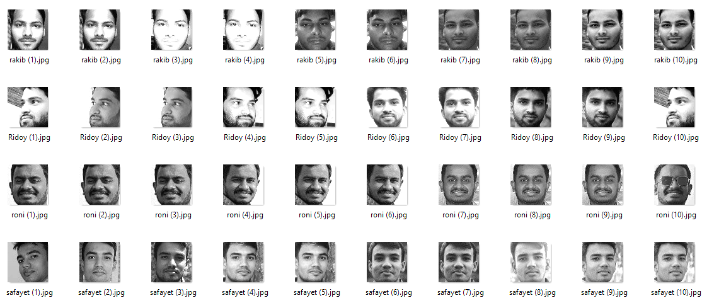 rakib (1).jpg rakib (2).jpg rakib (3).jpg rakib (4).jpg rakib (5).jpg rakib (6).jpg rakib (7).jpg rakib (8).jpg rakib (9).jpg rakib (10).jpg
Ridoy (1).jpg Ridoy (2).jpg Ridoy (3).jpg Ridoy (4).jpg Ridoy (5).jpg Ridoy (6).jpg Ridoy (7).jpg Ridoy (8).jpg Ridoy (9).jpg Ridoy (10).jpg
roni (1).jpg roni (2).jpg roni (3).jpg roni (4).jpg roni (5).jpg roni (6).jpg roni (7).jpg roni (8).jpg roni (9).jpg roni (10).jpg
safayet (1).jpg safayet (2).jpg safayet (3).jpg safayet (4).jpg safayet (5).jpg safayet (6).jpg safayet (7).jpg safayet (8).jpg safayet (9).jpg safayet (10).jpg